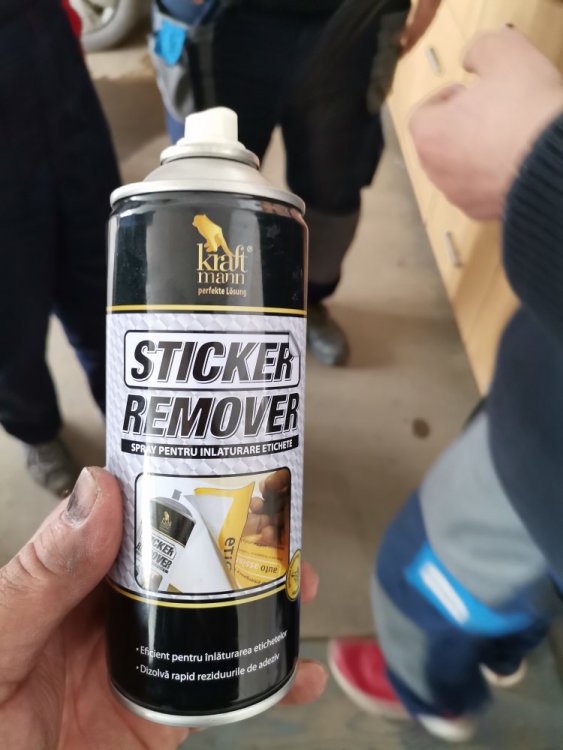 kraft
mann
perfekte Lösung
STICKER
REMOVER
SPRAY PENTRU INLATURARE ETICHETE
STICKER
REMOVER
• Eficient pentru înlăturarea etichetelor
• Dizolvă rapid reziduurile de adeziv